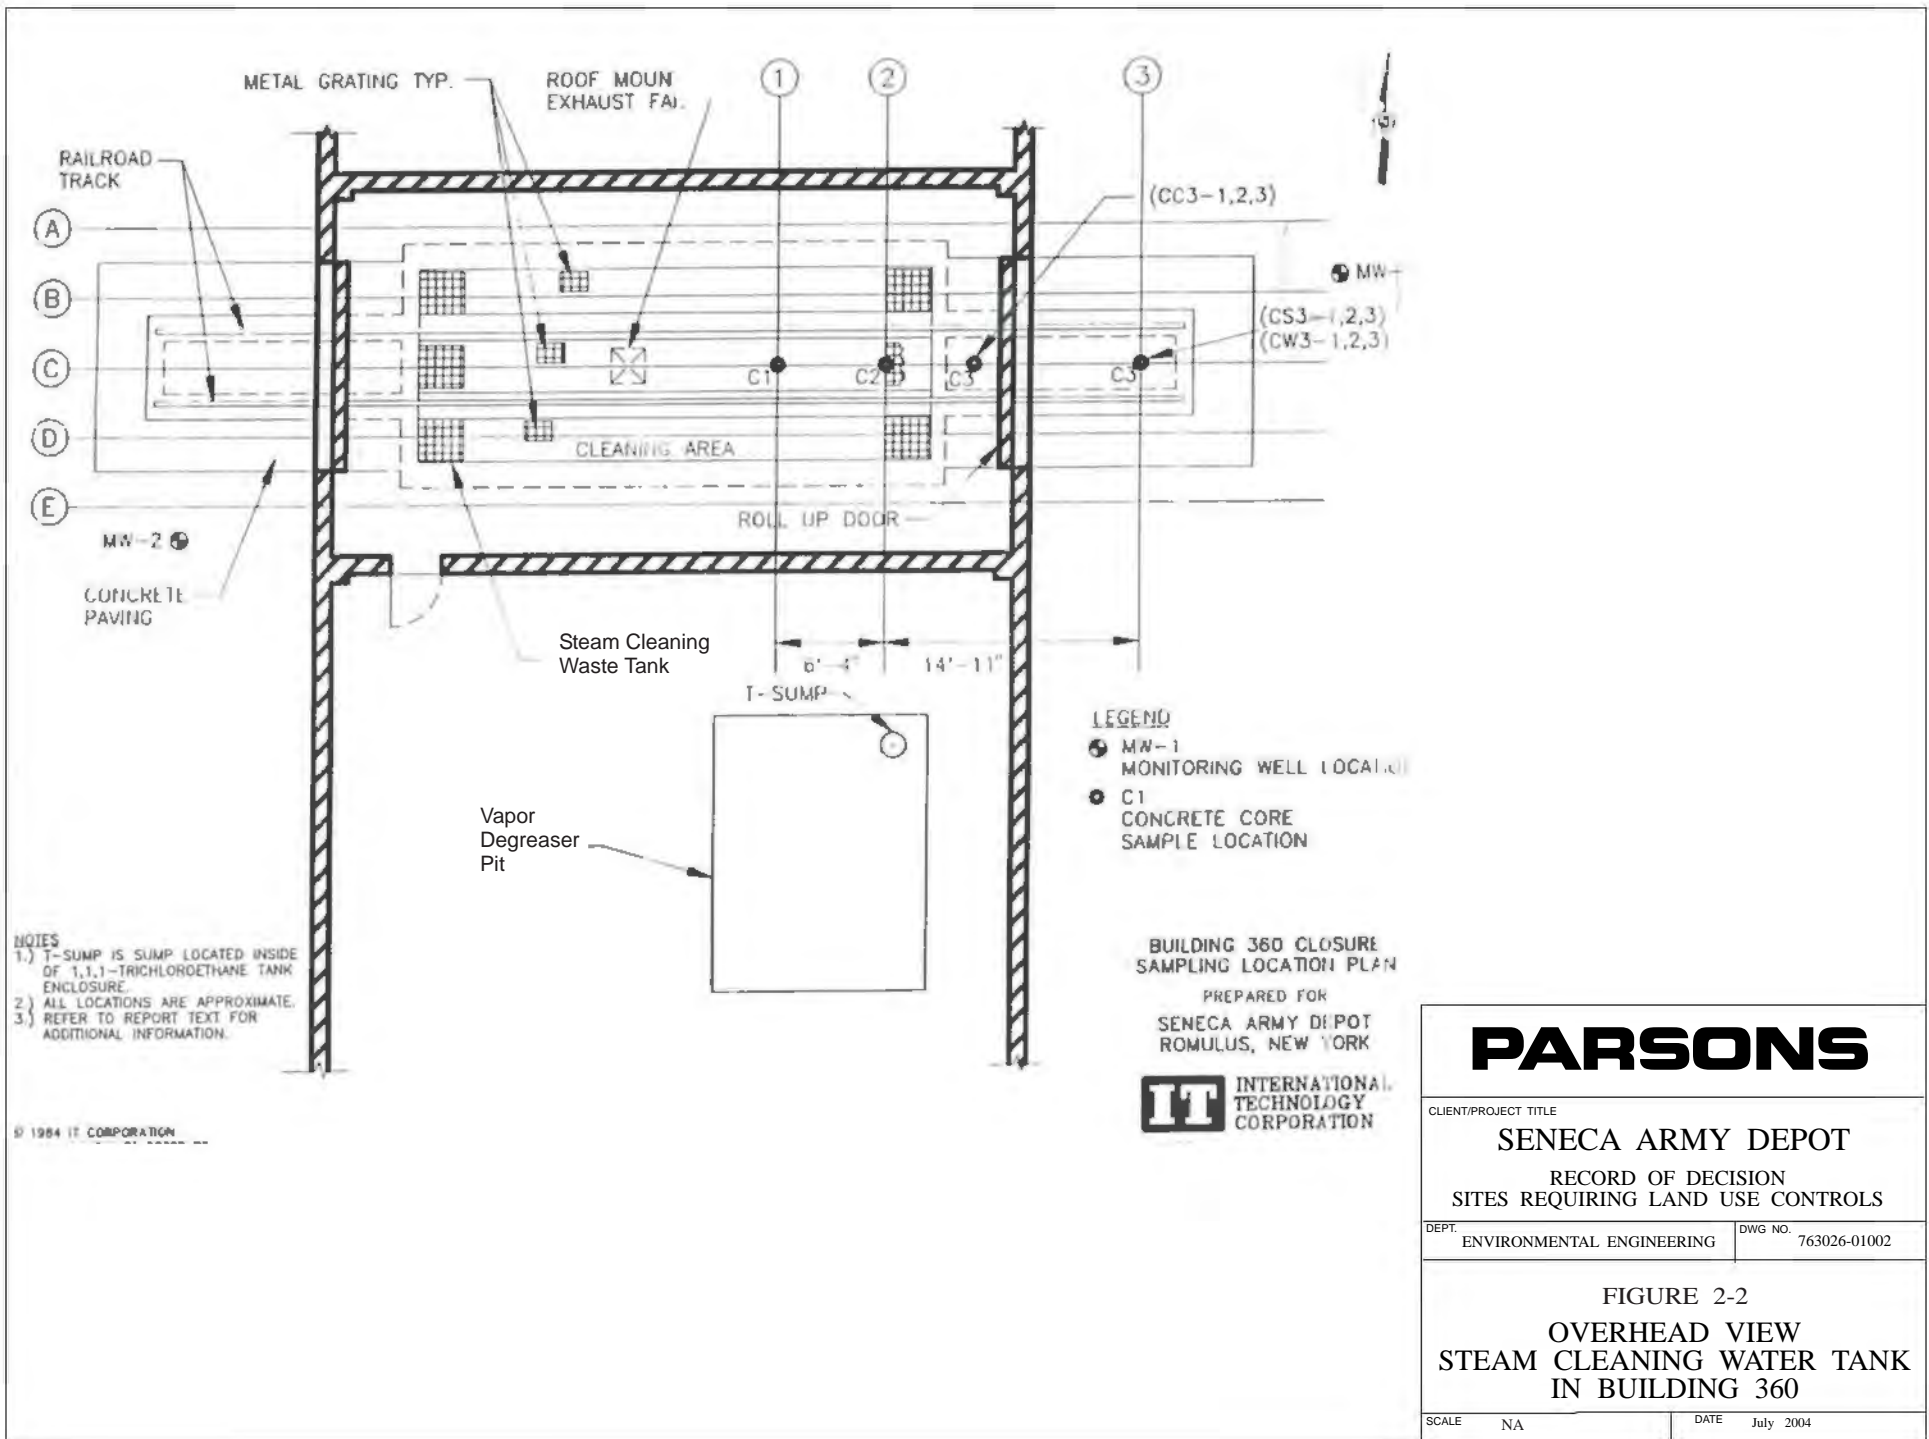 METAL GRATING TYP.
ROOF MOUN
EXHAUST FAI.
1
2
3
RAILROAD
TRACK
(CC3-1,2,3)
A
B
MW-
(CS3-1,2,3)
(CW3-1,2,3)
C
C1
C2
C3
C3
D
CLEANING AREA
E
ROLL UP DOOR
MW-2
CONCRETE
PAVING
Steam Cleaning
Waste Tank
6'-4"
14'-11"
T-SUMP
LEGEND
MW-1
MONITORING WELL LOCATIO
C1
CONCRETE CORE
SAMPLE LOCATION
Vapor
Degreaser
Pit
NOTES
1.) T-SUMP IS SUMP LOCATED INSIDE
OF 1,1,1-TRICHLOROETHANE TANK
ENCLOSURE.
2.) ALL LOCATIONS ARE APPROXIMATE.
3.) REFER TO REPORT TEXT FOR
ADDITIONAL INFORMATION.
© 1984 IT CORPORATION
BUILDING 360 CLOSURE
SAMPLING LOCATION PLAN
PREPARED FOR
SENECA ARMY DEPOT
ROMULUS, NEW YORK
IT
INTERNATIONAL
TECHNOLOGY
CORPORATION
PARSONS
CLIENT/PROJECT TITLE
SENECA ARMY DEPOT
RECORD OF DECISION
SITES REQUIRING LAND USE CONTROLS
DEPT.
ENVIRONMENTAL ENGINEERING
DWG NO.
763026-01002
FIGURE 2-2
OVERHEAD VIEW
STEAM CLEANING WATER TANK
IN BUILDING 360
SCALE NA
DATE July 2004